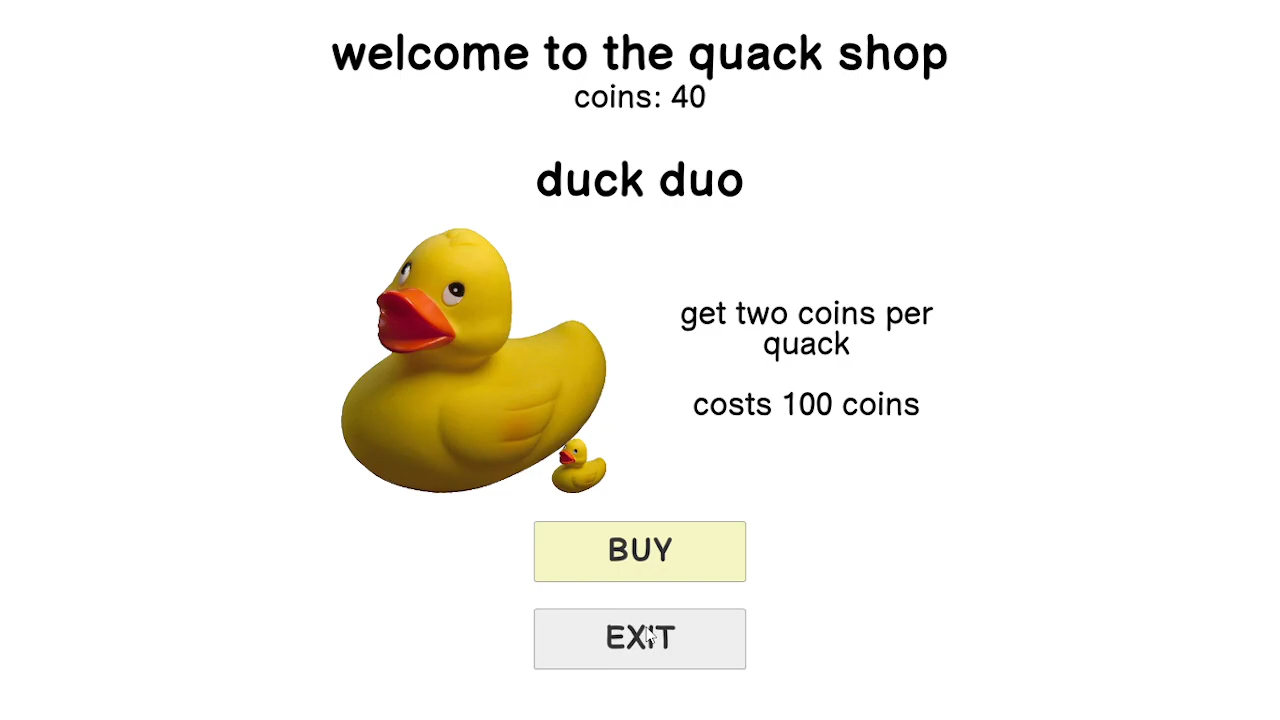 welcome to the quack shop
coins: 40
duck duo
get two coins per
quack
costs 100 coins
BUY
EXIT